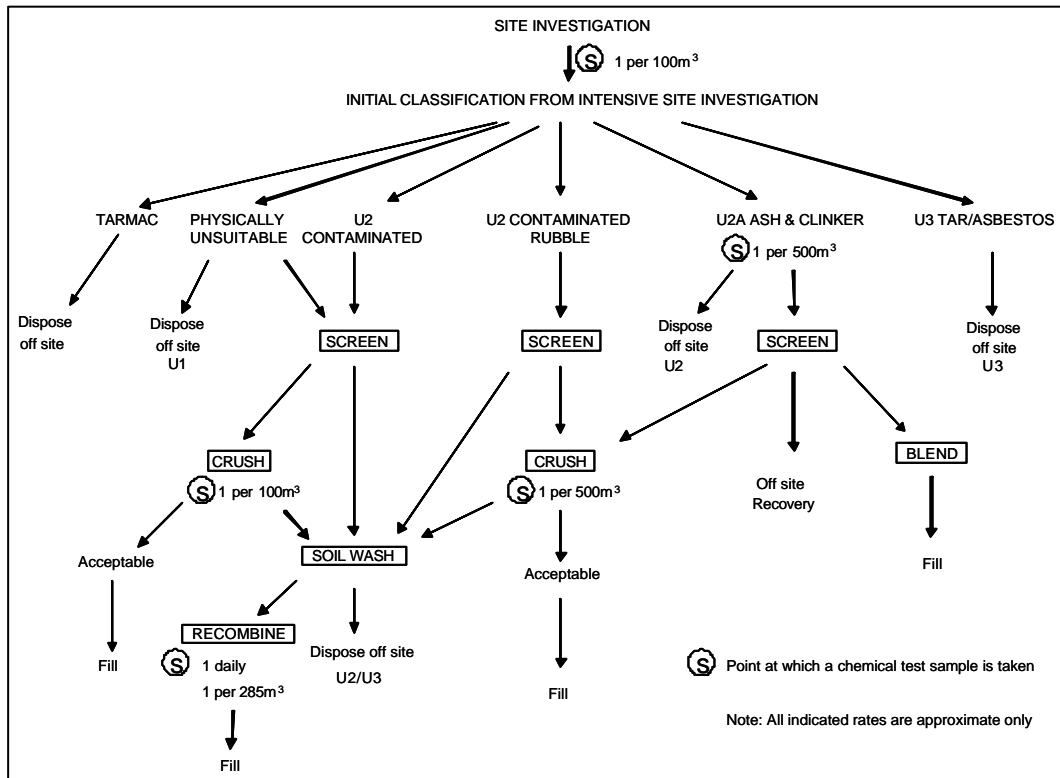 SITE INVESTIGATION
S 1 per 100m³
INITIAL CLASSIFICATION FROM INTENSIVE SITE INVESTIGATION
TARMAC
PHYSICALLY
UNSUITABLE
U2
CONTAMINATED
U2 CONTAMINATED
RUBBLE
U2A ASH & CLINKER
S 1 per 500m³
U3 TAR/ASBESTOS
Dispose
off site
Dispose
off site
U1
SCREEN
SCREEN
Dispose
off site
U2
SCREEN
Dispose
off site
U3
CRUSH
S 1 per 100m³
CRUSH
S 1 per 500m³
Off site
Recovery
BLEND
Acceptable
SOIL WASH
Acceptable
Fill
Fill
RECOMBINE
S 1 daily
1 per 285m³
Dispose off site
U2/U3
Fill
Fill
S Point at which a chemical test sample is taken
Note: All indicated rates are approximate only